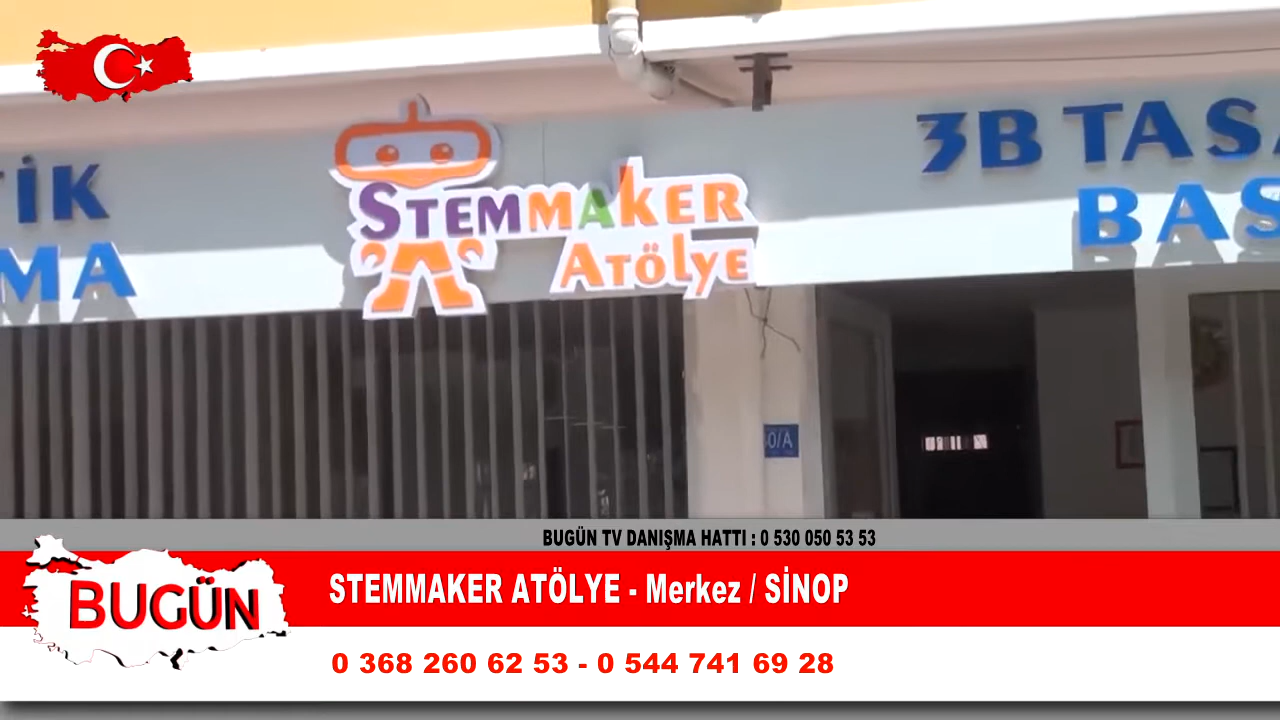 TİK
MA
STEMMAKER
ATÖLYE
3B TASA
BAS
0/A
BUGÜN TV DANIŞMA HATTI : 0 530 050 53 53
BUGÜN
STEMMAKER ATÖLYE - Merkez / SİNOP
0 368 260 62 53 - 0 544 741 69 28